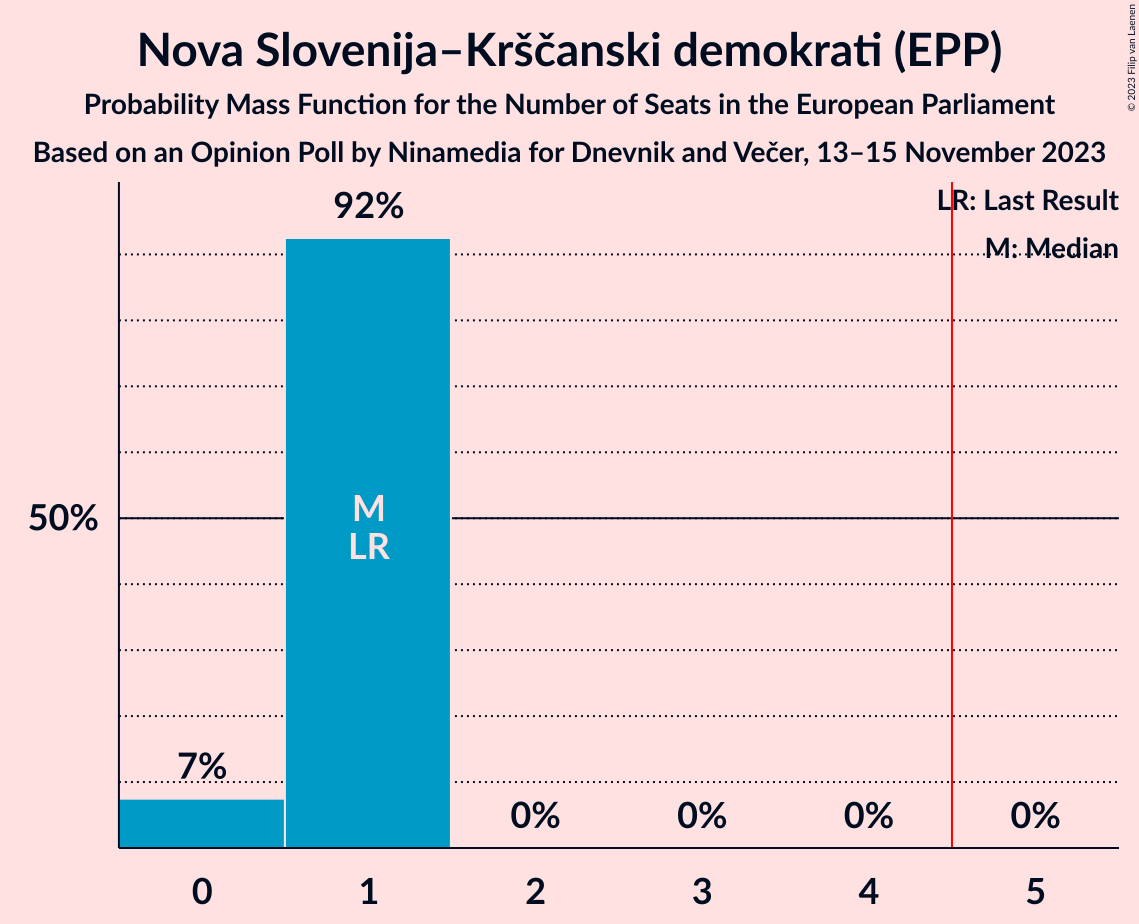 Nova Slovenija–Krščanski demokrati (EPP)
Probability Mass Function for the Number of Seats in the European Parliament
Based on an Opinion Poll by Ninamedia for Dnevnik and Večer, 13–15 November 2023
© 2023 Filip van Laenen
LR: Last Result
M: Median
92%
50%
M
LR
7%
0%
0%
0%
0%
0
1
2
3
4
5